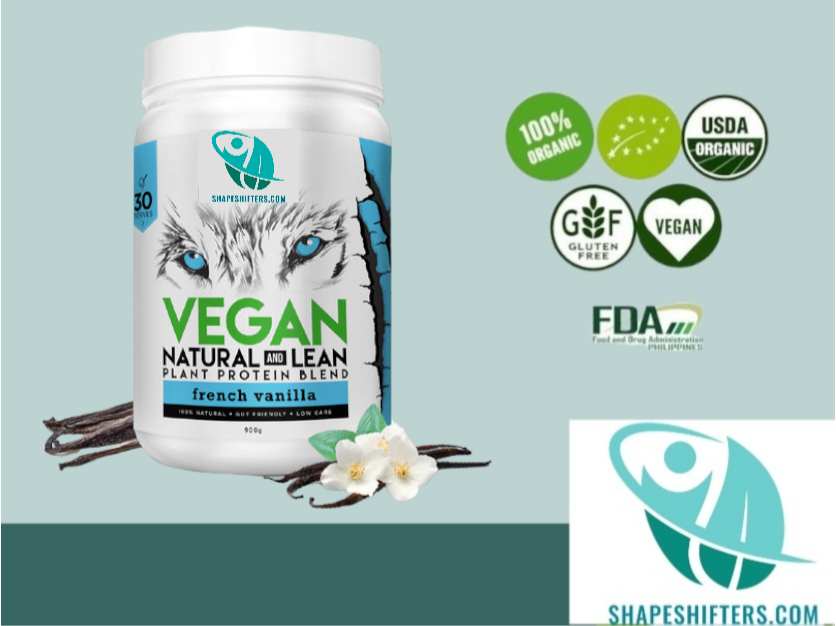 SHAPESHIFTERS.COM
30
VEGAN
NATURAL AND LEAN
PLANT PROTEIN BLEND
french vanilla
100% NATURAL • GUT FRIENDLY • LOW CARB
900g
100%
ORGANIC
USDA
ORGANIC
GF
GLUTEN
FREE
VEGAN
FDA
Food and Drug Administration
PHILIPPINES
SHAPESHIFTERS.COM